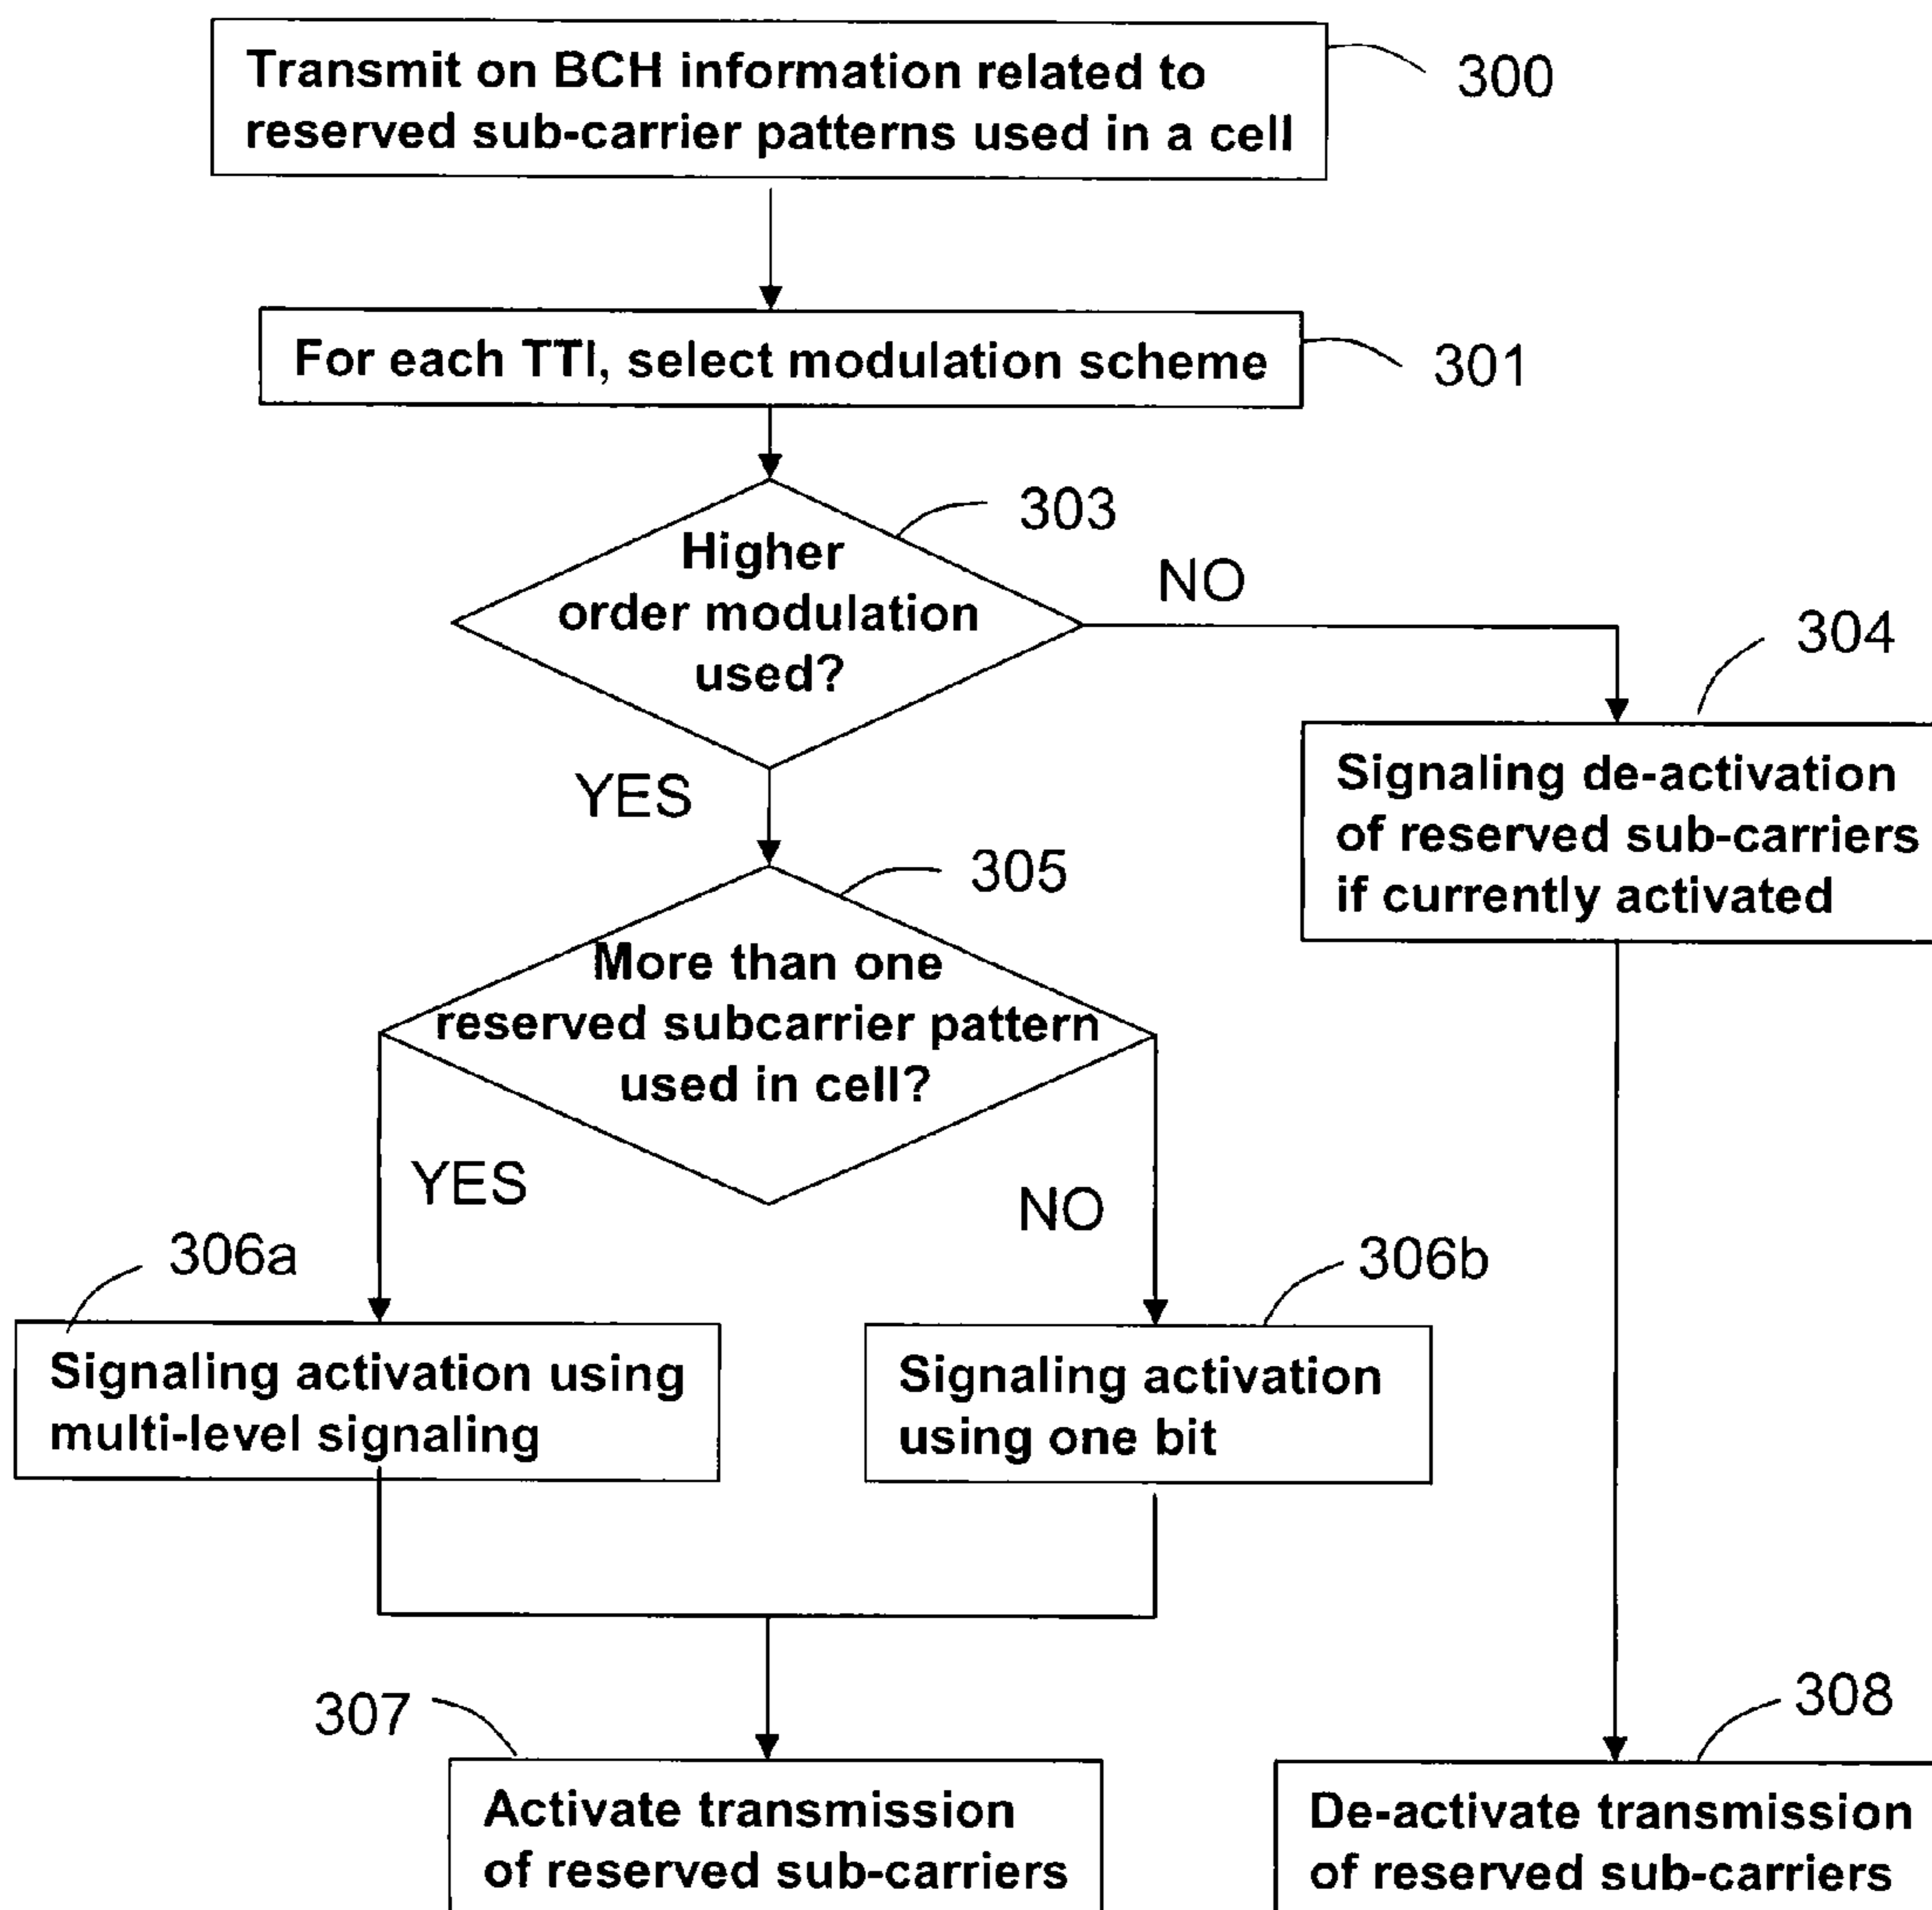 Transmit on BCH information related to
reserved sub-carrier patterns used in a cell
300
For each TTI, select modulation scheme
301
303
Higher
order modulation
used?
NO
304
YES
Signaling de-activation
of reserved sub-carriers
if currently activated
305
More than one
reserved subcarrier pattern
used in cell?
YES
NO
306a
306b
Signaling activation using
multi-level signaling
Signaling activation
using one bit
307
308
Activate transmission
of reserved sub-carriers
De-activate transmission
of reserved sub-carriers